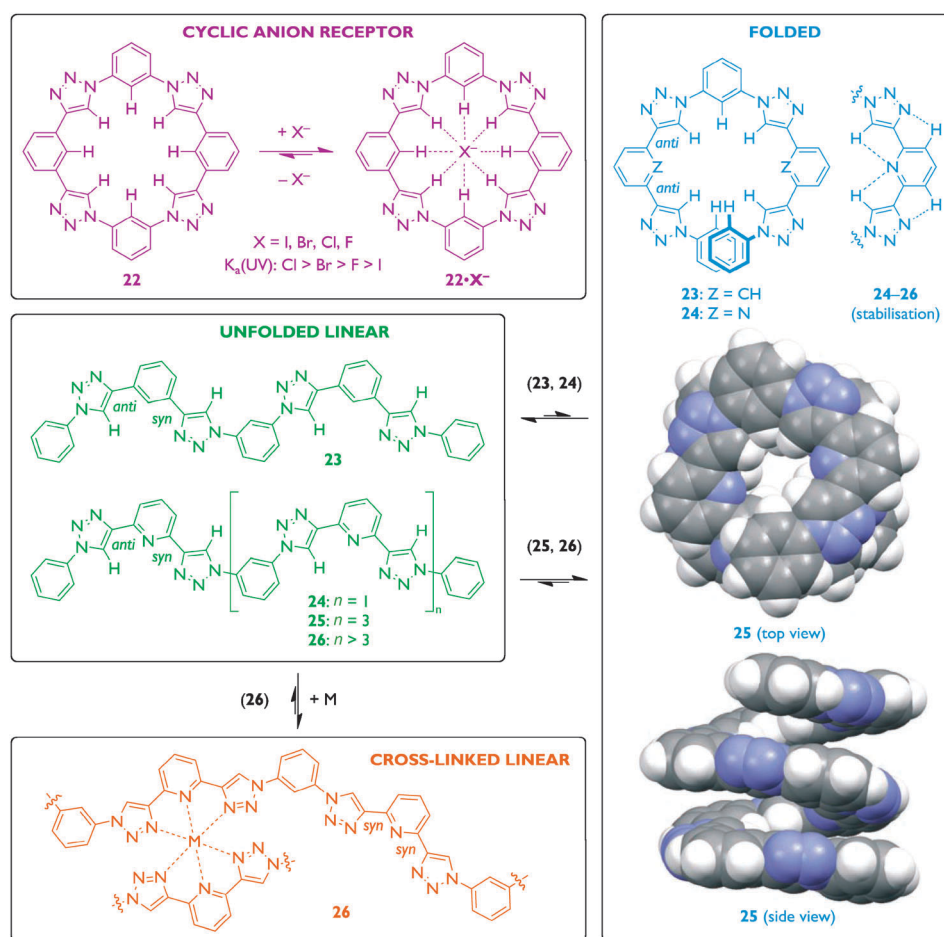 CYCLIC ANION RECEPTOR
N N N
N N N
H H H
H H
H H H
N N N
N N N
22
+ X⁻
– X⁻
X = I, Br, Cl, F
Kₐ(UV): Cl > Br > F > I
N N N
N N N
H H H
H X⁻ H
H H H
N N N
N N N
22•X⁻
FOLDED
N N N
N N N
H H
anti
Z Z
anti
H H
HH
N N N
N N N
23: Z = CH
24: Z = N
N N
N
H H
N
H H
N N
N
24–26
(stabilisation)
UNFOLDED LINEAR
N N N
anti
H
syn
H
N N N
N N N
H
H
N N N
23
N N N
anti
H
N
syn
H
N N N
N N N
H
N
H
N N N
n
24: n = 1
25: n = 3
26: n > 3
(23, 24)
(25, 26)
25 (top view)
(26)
+ M
CROSS-LINKED LINEAR
N N N
N
N N N
M
N N N
N
N N N
N N N
syn
N
syn
N N N
26
25 (side view)